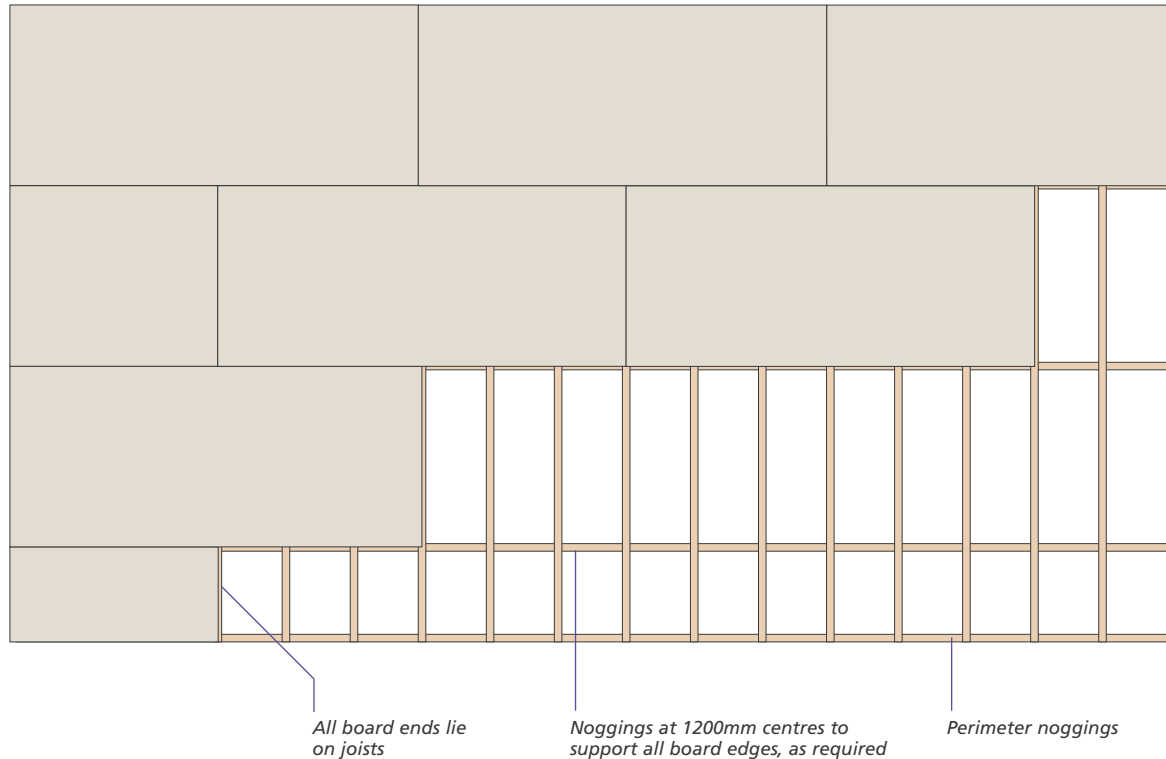 All board ends lie
on joists
Noggings at 1200mm centres to
support all board edges, as required
Perimeter noggings